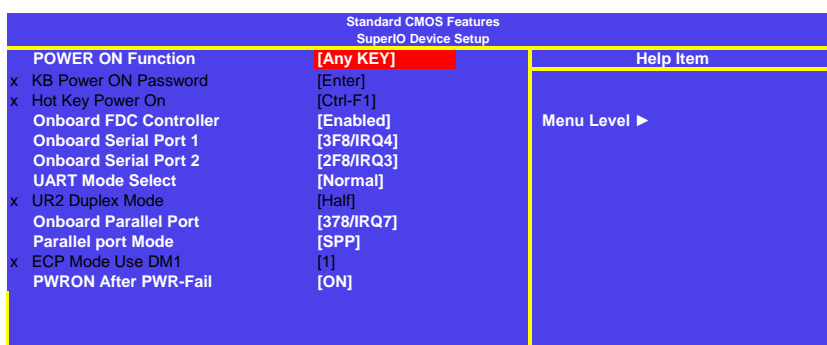 Standard CMOS Features
SuperIO Device Setup
POWER ON Function [Any KEY] Help Item
x KB Power ON Password [Enter]
x Hot Key Power On [Ctrl-F1]
Onboard FDC Controller [Enabled] Menu Level ►
Onboard Serial Port 1 [3F8/IRQ4]
Onboard Serial Port 2 [2F8/IRQ3]
UART Mode Select [Normal]
x UR2 Duplex Mode [Half]
Onboard Parallel Port [378/IRQ7]
Parallel port Mode [SPP]
x ECP Mode Use DM1 [1]
PWRON After PWR-Fail [ON]